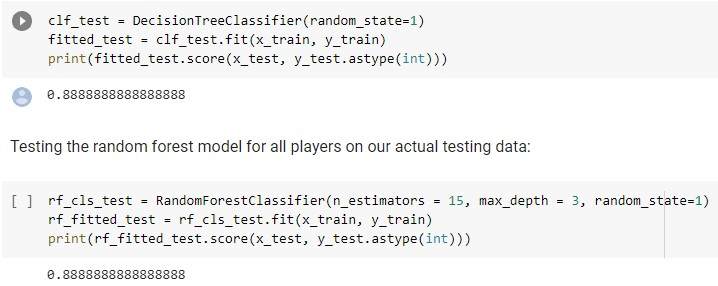 clf_test = DecisionTreeClassifier(random_state=1)
fitted_test = clf_test.fit(x_train, y_train)
print(fitted_test.score(x_test, y_test.astype(int)))
0.8888888888888888
Testing the random forest model for all players on our actual testing data:
[ ] rf_cls_test = RandomForestClassifier(n_estimators = 15, max_depth = 3, random_state=1)
rf_fitted_test = rf_cls_test.fit(x_train, y_train)
print(rf_fitted_test.score(x_test, y_test.astype(int)))
0.8888888888888888